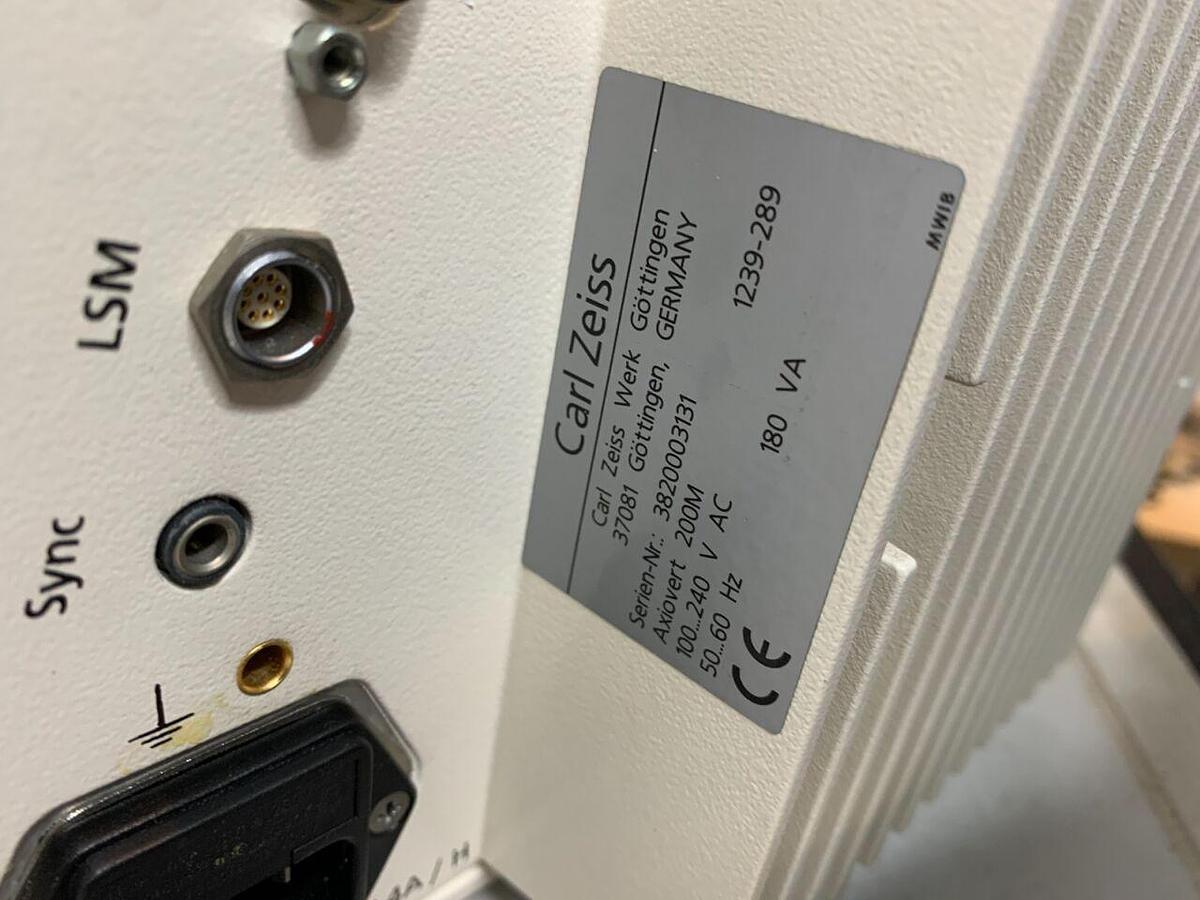 LSM
Sync
4A / H
Carl Zeiss
Carl Zeiss Werk Göttingen
37081 Göttingen, GERMANY
Serien-Nr.: 3820003131
Axiovert 200M 1239-289
100...240 V AC
50...60 Hz 180 VA
CE
MW18